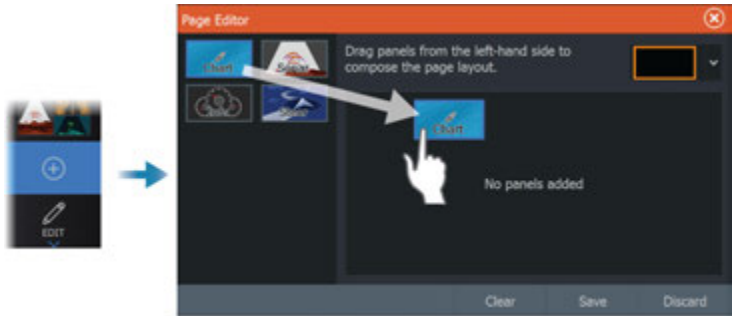 Page Editor
Chart
Drag panels from the left-hand side to
compose the page layout.
Chart
No panels added
EDIT
Clear Save Discard